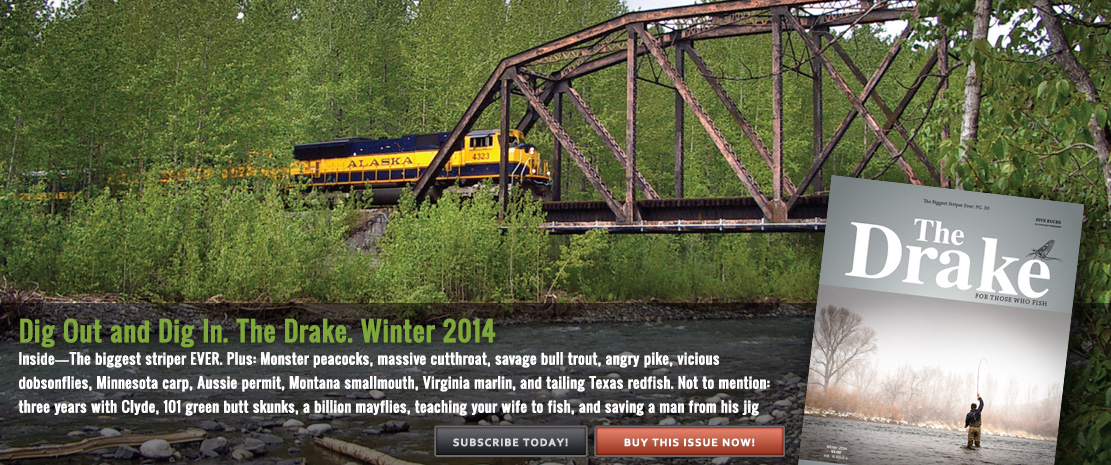 ALASKA
4323
The Biggest Striper Ever: PG. 50
The
Drake
FOR THOSE WHO FISH
Dig Out and Dig In. The Drake. Winter 2014
Inside—The biggest striper EVER. Plus: Monster peacocks, massive cutthroat, savage bull trout, angry pike, vicious
dobsonflies, Minnesota carp, Aussie permit, Montana smallmouth, Virginia marlin, and tailing Texas redfish. Not to mention:
three years with Clyde, 101 green butt skunks, a billion mayflies, teaching your wife to fish, and saving a man from his jig
SUBSCRIBE TODAY!
BUY THIS ISSUE NOW!